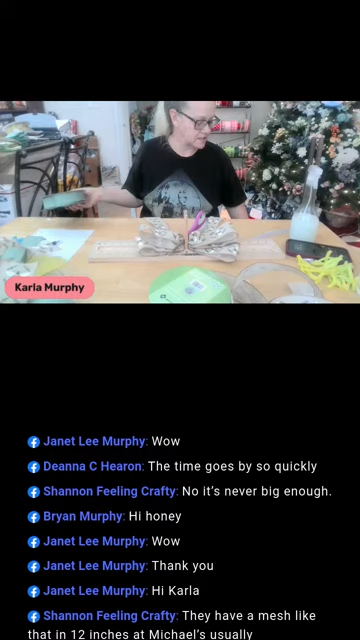 Karla Murphy
Janet Lee Murphy: Wow
Deanna C Hearon: The time goes by so quickly
Shannon Feeling Crafty: No it's never big enough.
Bryan Murphy: Hi honey
Janet Lee Murphy: Wow
Janet Lee Murphy: Thank you
Janet Lee Murphy: Hi Karla
Shannon Feeling Crafty: They have a mesh like
that in 12 inches at Michael's usually